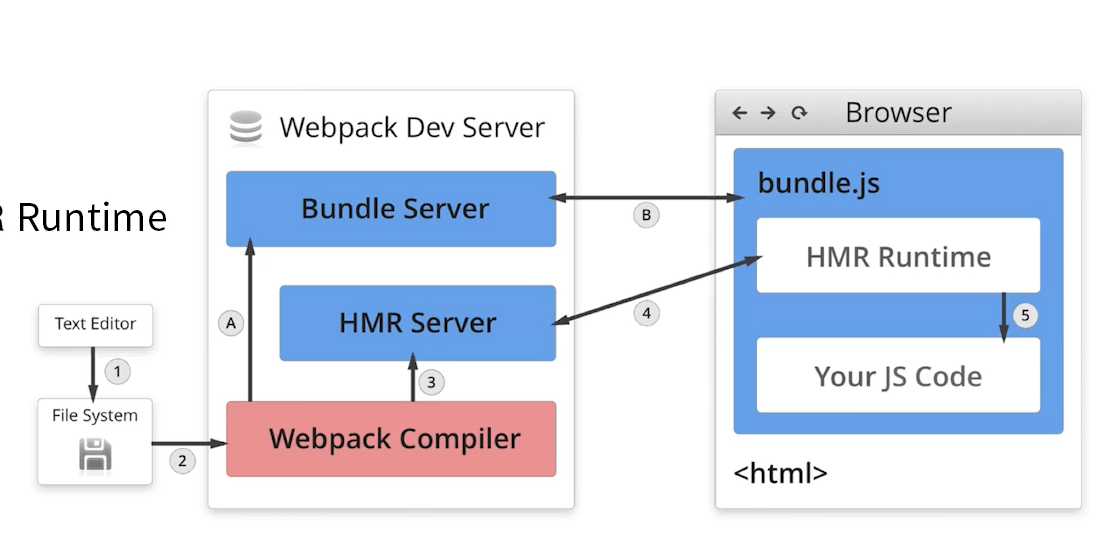 Runtime
Text Editor
1
File System
2
Webpack Dev Server
Bundle Server
A
HMR Server
3
Webpack Compiler
B
4
Browser
bundle.js
HMR Runtime
5
Your JS Code
<html>